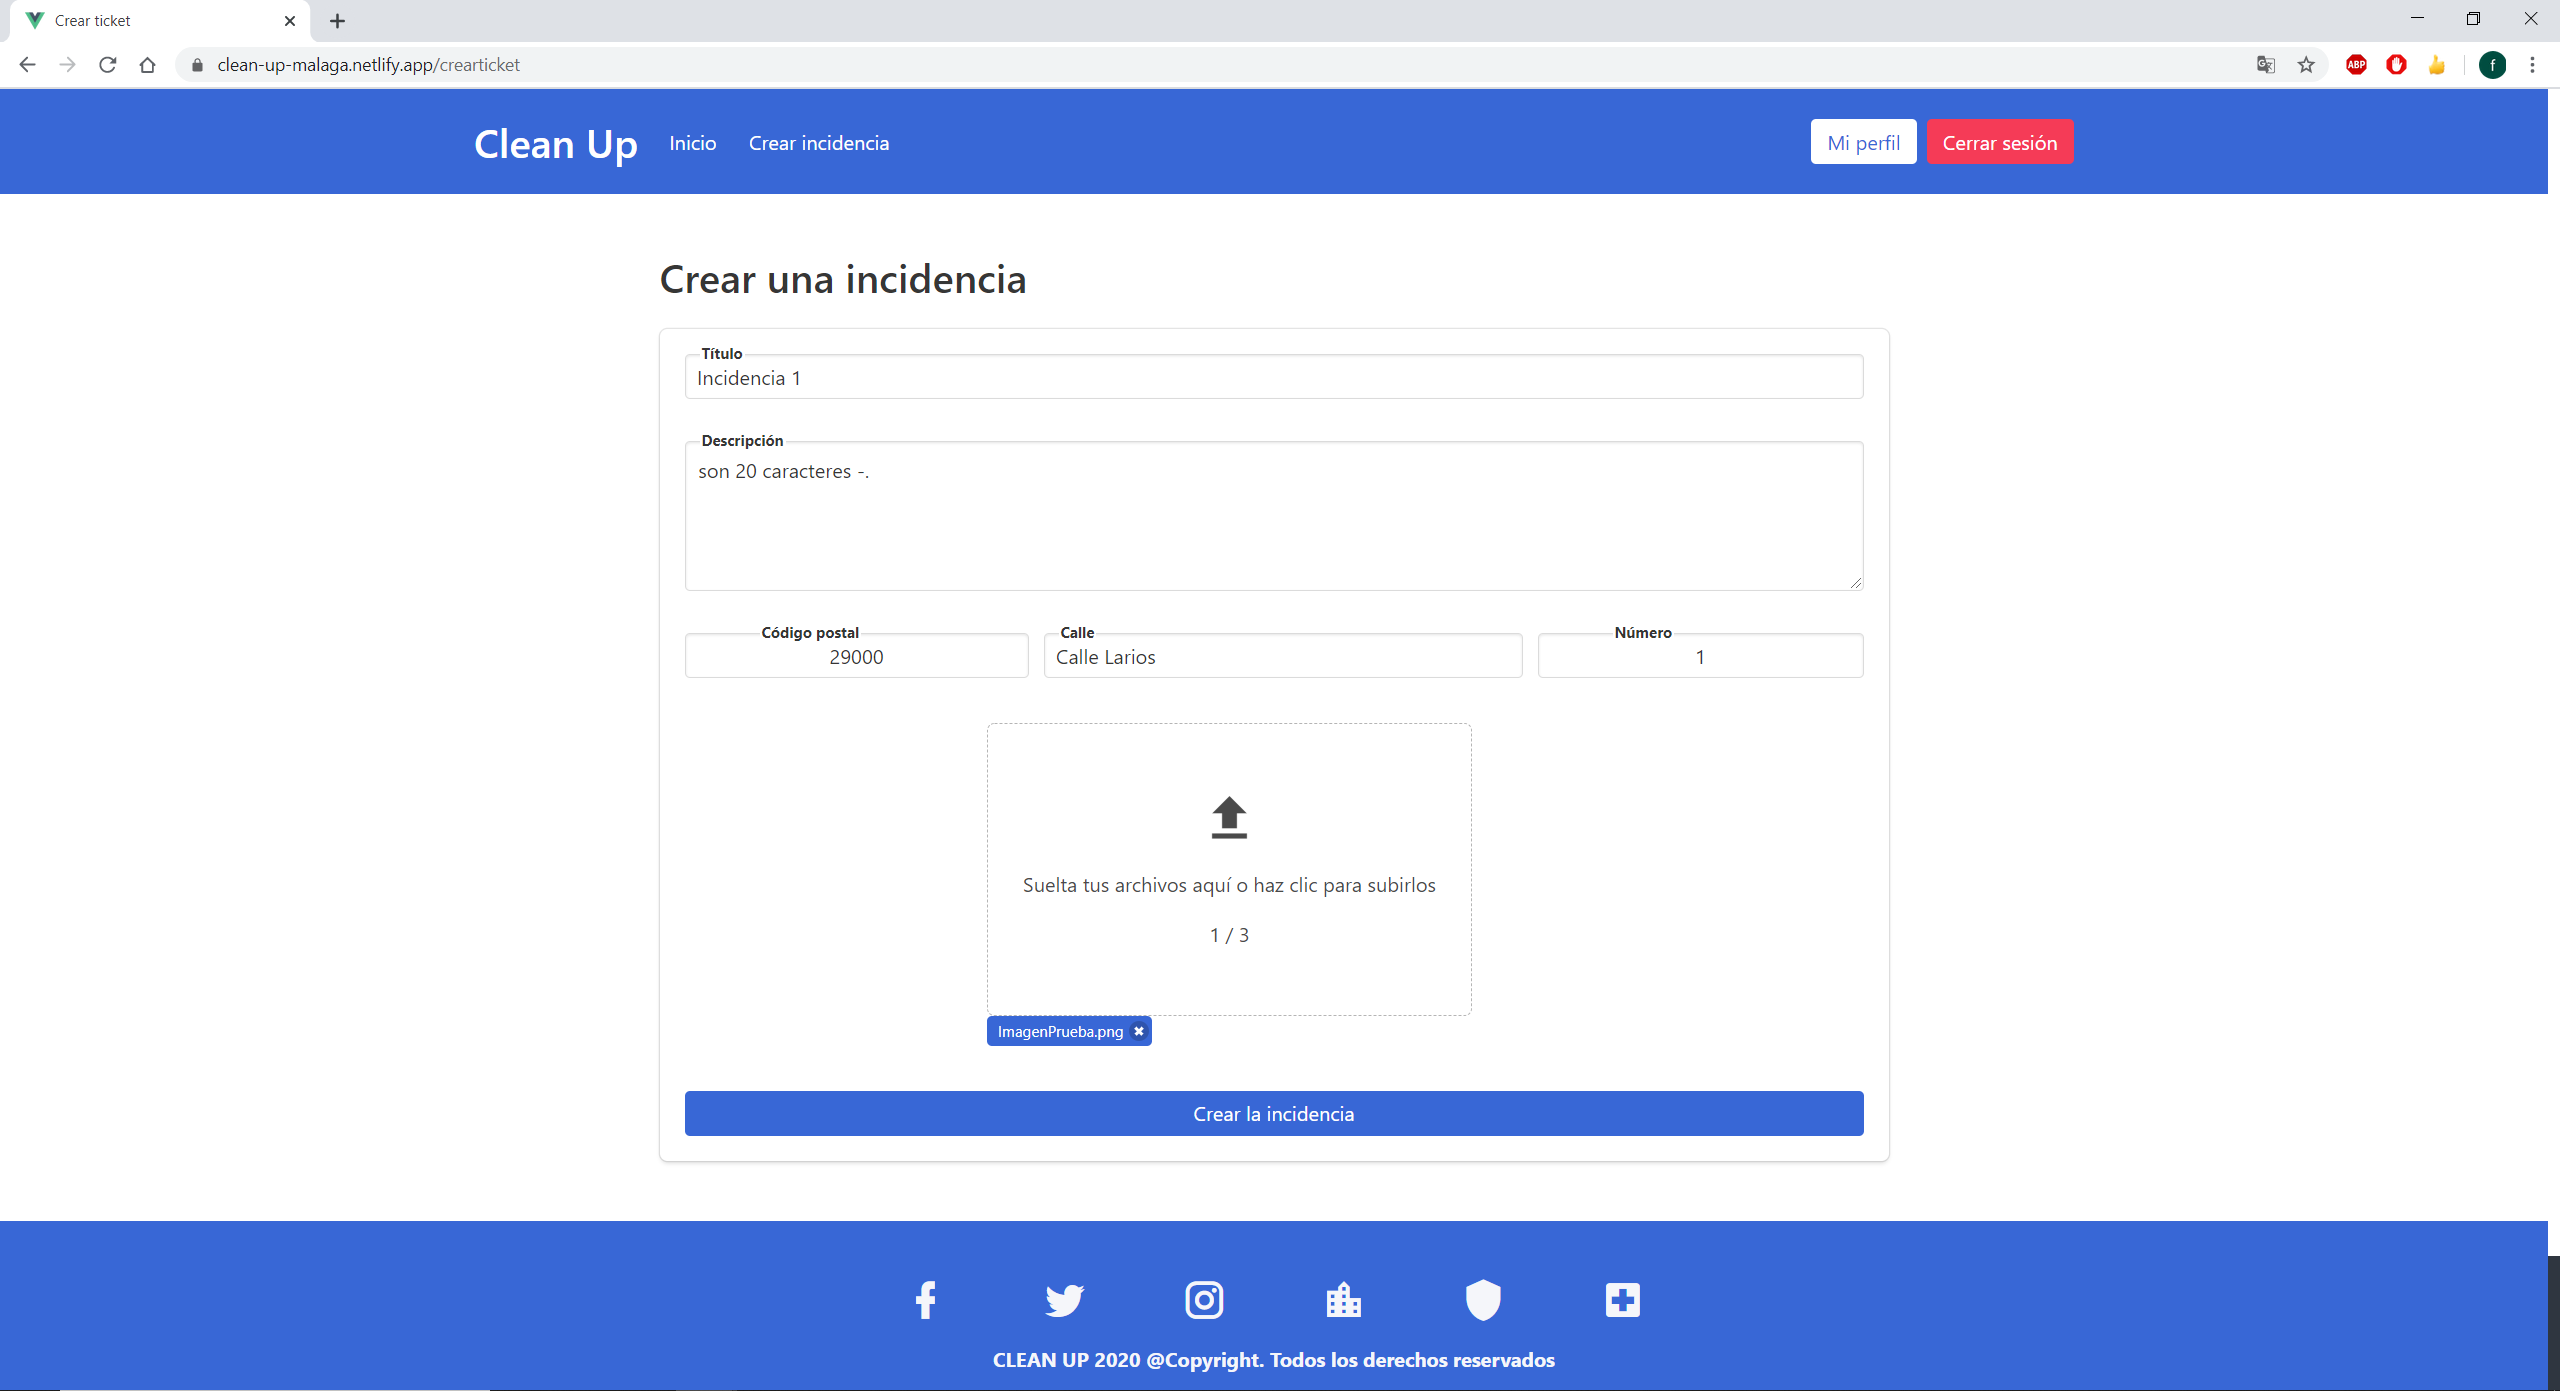 Crear ticket
clean-up-malaga.netlify.app/crearticket
ABP
f
Clean Up Inicio Crear incidencia Mi perfil Cerrar sesión
Crear una incidencia
Título
Incidencia 1
Descripción
son 20 caracteres -.
Código postal Calle Número
29000 Calle Larios 1
Suelta tus archivos aquí o haz clic para subirlos
1 / 3
ImagenPrueba.png
Crear la incidencia
CLEAN UP 2020 @Copyright. Todos los derechos reservados